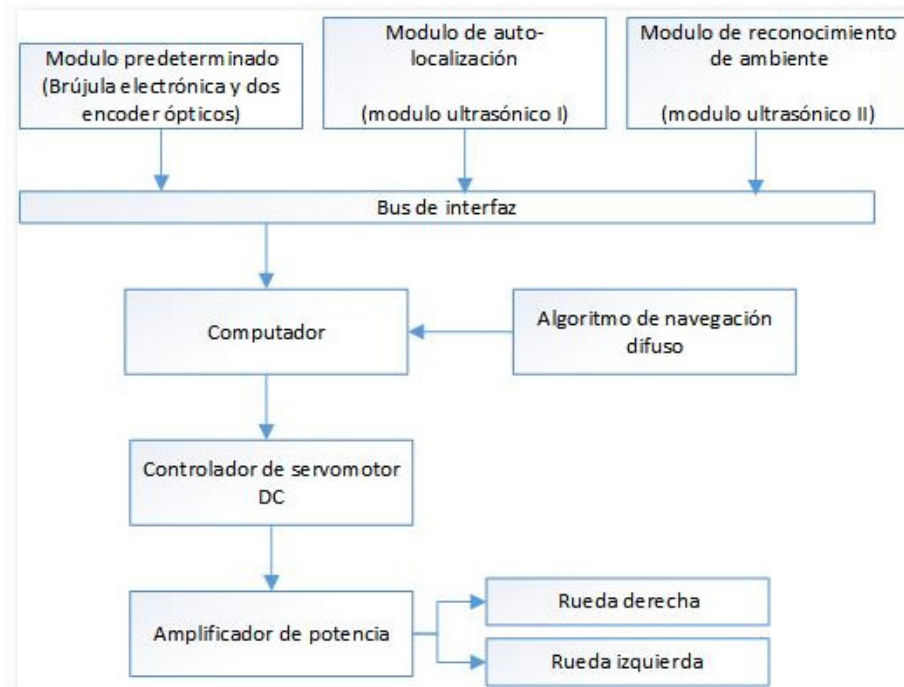 Modulo predeterminado
(Brújula electrónica y dos
encoder ópticos)
Modulo de auto-
localización
(modulo ultrasónico I)
Modulo de reconocimiento
de ambiente
(modulo ultrasónico II)
Bus de interfaz
Computador
Algoritmo de navegación
difuso
Controlador de servomotor
DC
Amplificador de potencia
Rueda derecha
Rueda izquierda